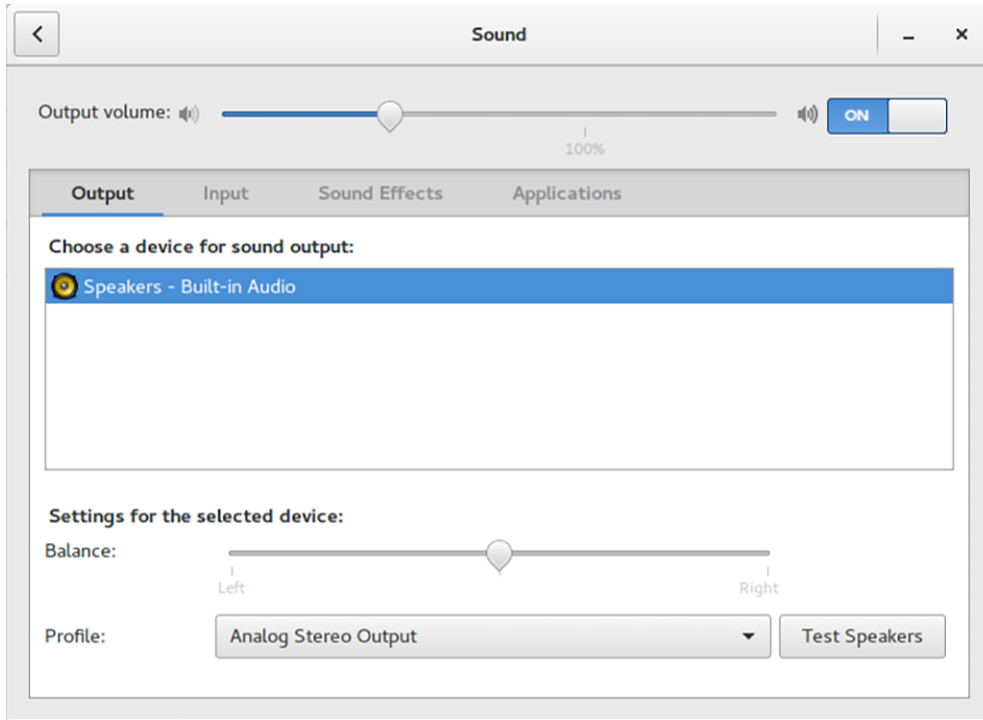 Sound
Output volume: ON
100%
Output Input Sound Effects Applications
Choose a device for sound output:
Speakers - Built-in Audio
Settings for the selected device:
Balance:
Left Right
Profile: Analog Stereo Output Test Speakers